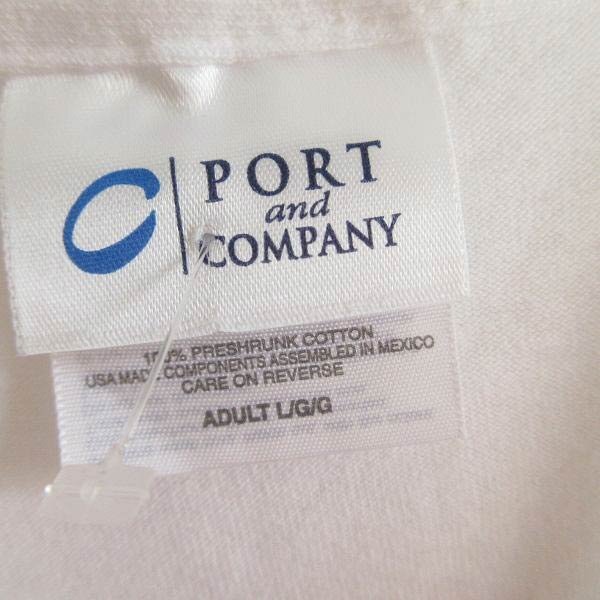 PORT
and
COMPANY
100% PRESHRUNK COTTON
USA MADE COMPONENTS ASSEMBLED IN MEXICO
CARE ON REVERSE
ADULT L/G/G